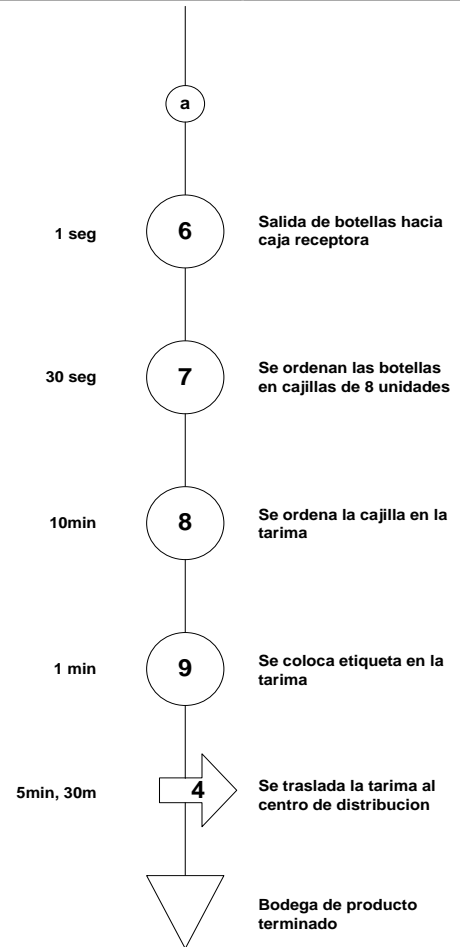 a
1 seg
6
Salida de botellas hacia
caja receptora
30 seg
7
Se ordenan las botellas
en cajillas de 8 unidades
10min
8
Se ordena la cajilla en la
tarima
1 min
9
Se coloca etiqueta en la
tarima
5min, 30m
4
Se traslada la tarima al
centro de distribucion
Bodega de producto
terminado